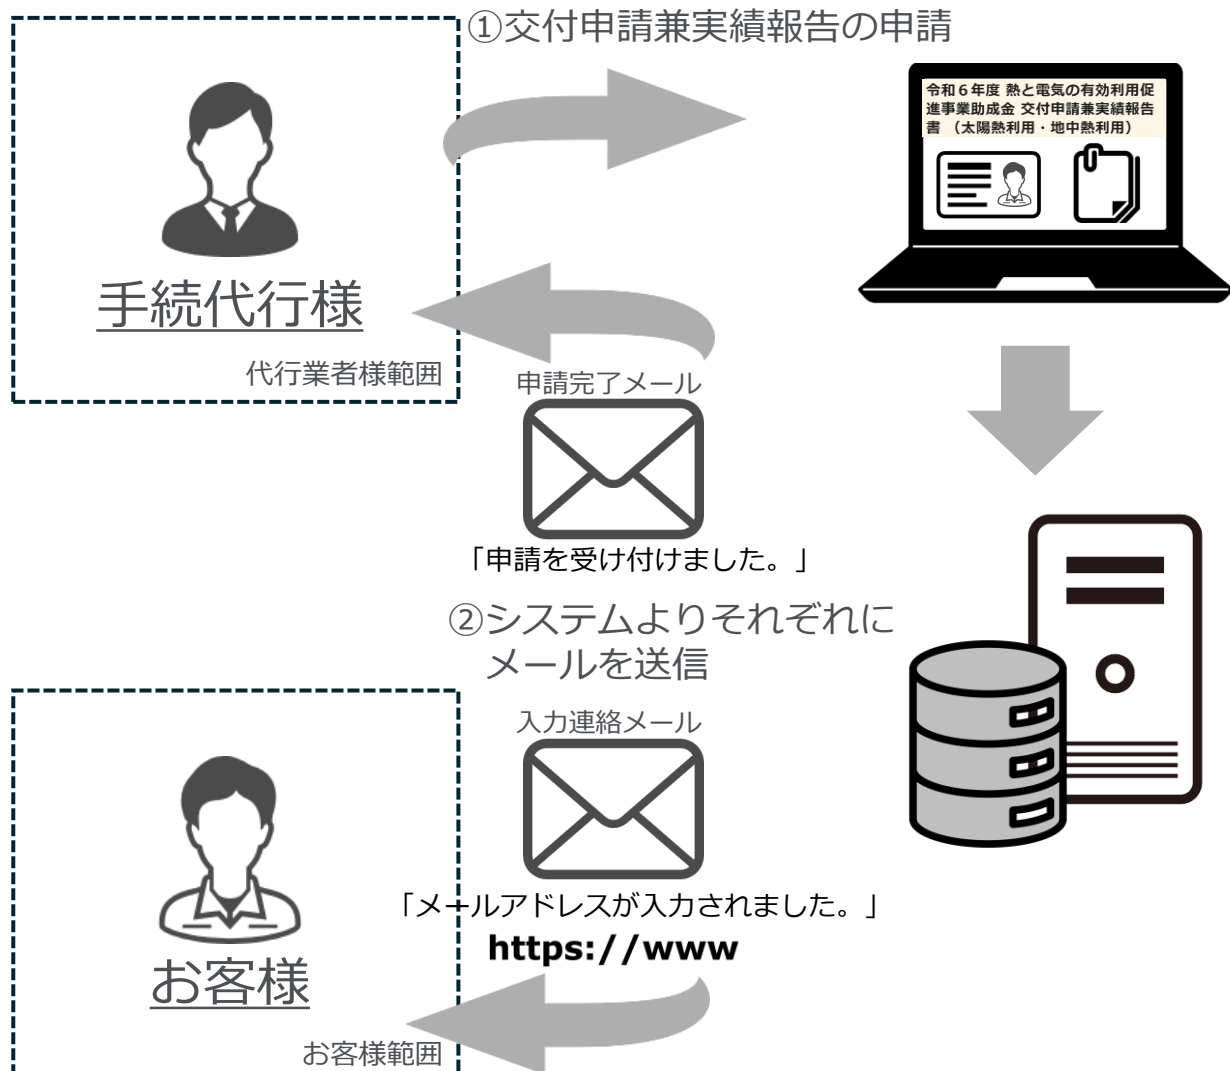 ①交付申請兼実績報告の申請
令和６年度 熱と電気の有効利用促
進事業助成金 交付申請兼実績報告
書 （太陽熱利用・地中熱利用）
手続代行様
代行業者様範囲
申請完了メール
「申請を受け付けました。」
②システムよりそれぞれに
メールを送信
入力連絡メール
「メールアドレスが入力されました。」
https://www
お客様
お客様範囲